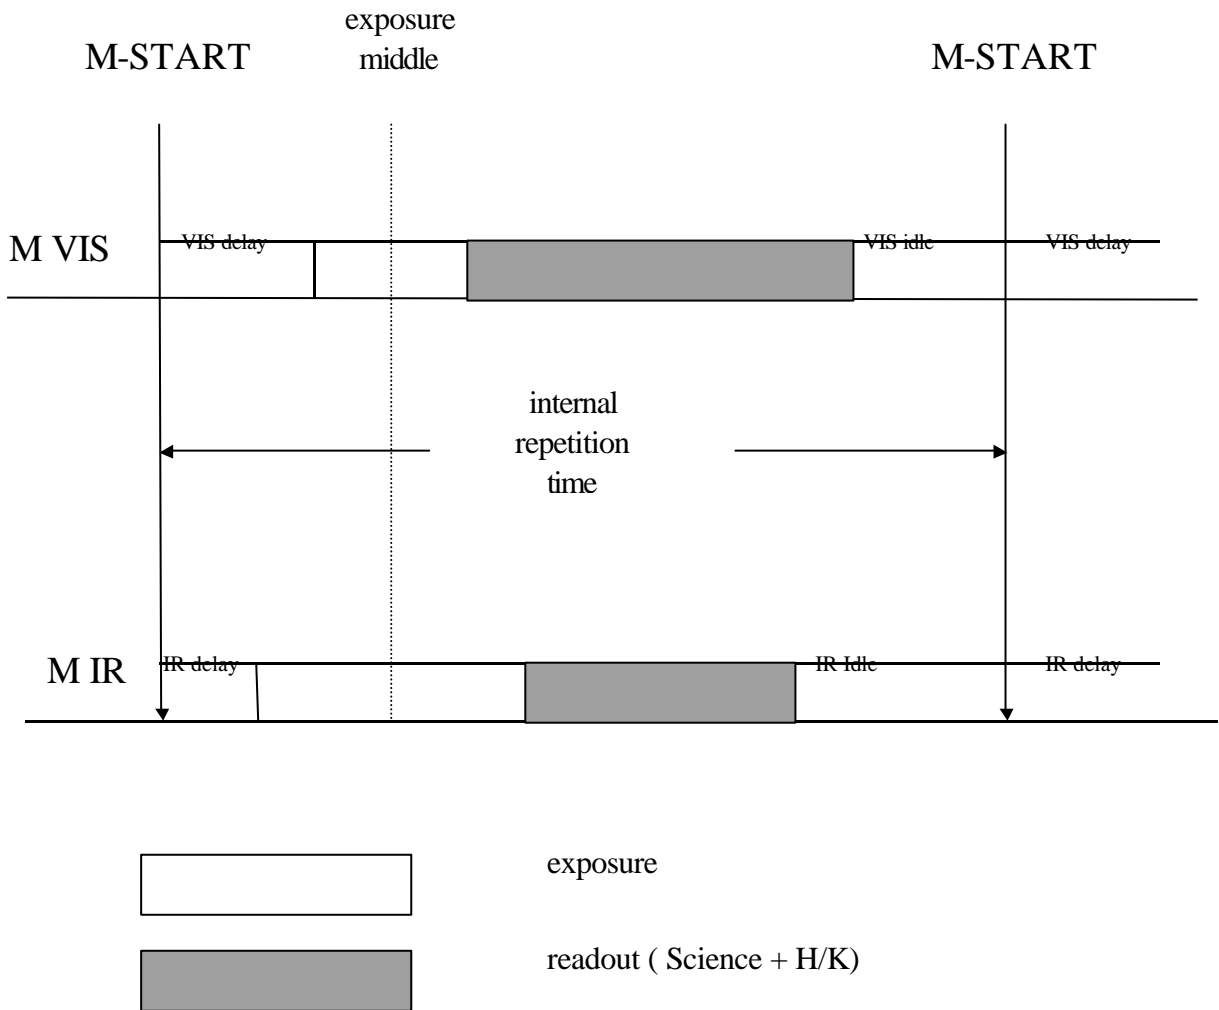 exposure
middle
M-START
M-START
M VIS
VIS delay
VIS idle
VIS delay
internal
repetition
time
M IR
IR delay
IR Idle
IR delay
exposure
readout ( Science + H/K)